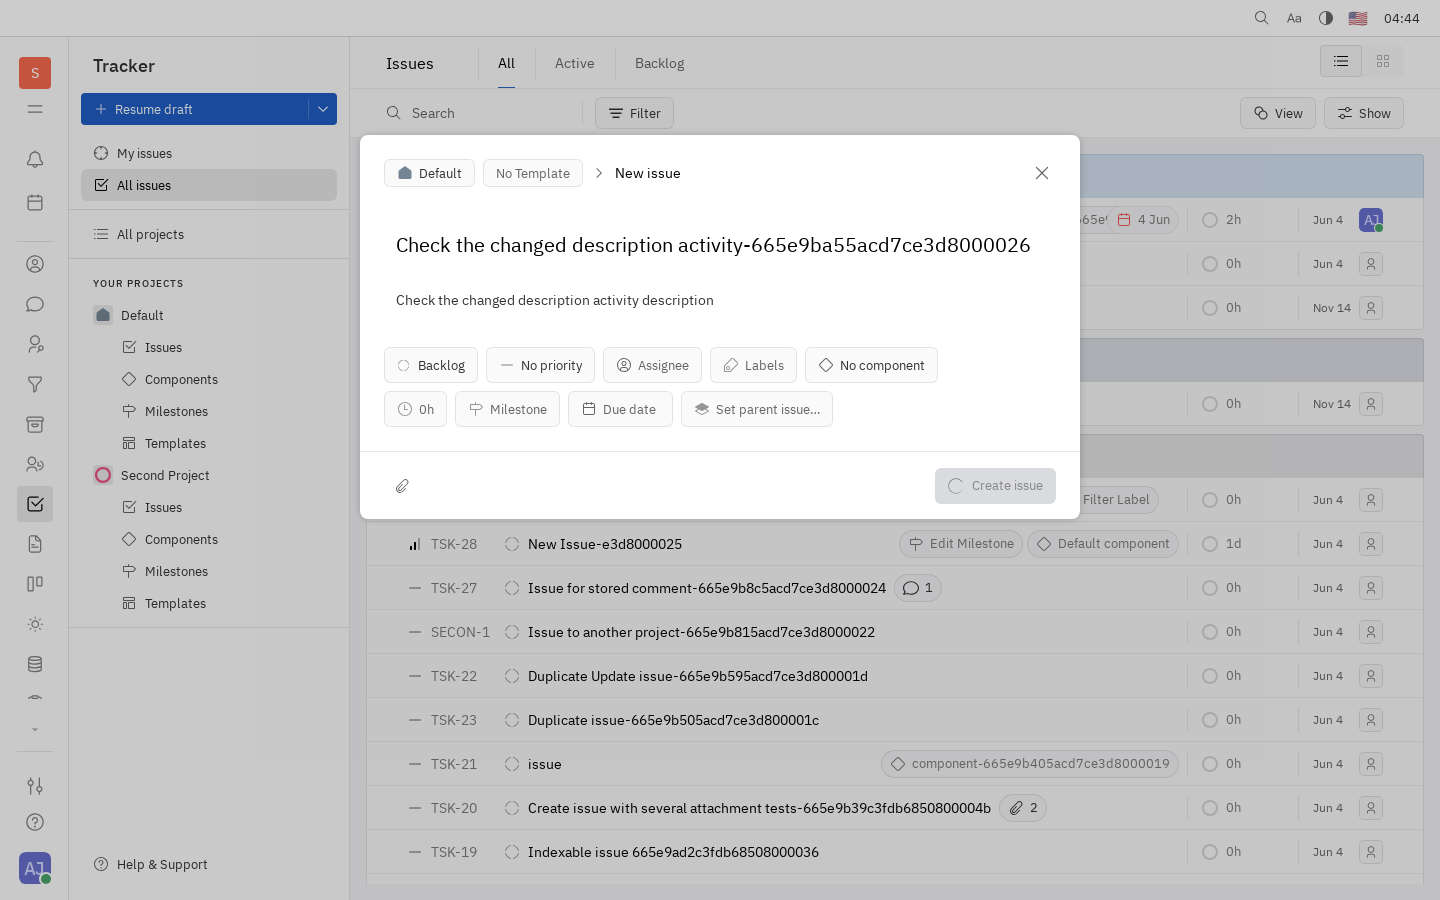 Aa 04:44
S
Tracker
Resume draft
My issues
All issues
All projects
YOUR PROJECTS
Default
Issues
Components
Milestones
Templates
Second Project
Issues
Components
Milestones
Templates
Help & Support
AJ
Issues All Active Backlog
Search Filter View Show
4 Jun 2h Jun 4 AJ
0h Jun 4
0h Nov 14
0h Nov 14
Default No Template New issue
Check the changed description activity-665e9ba55acd7ce3d8000026
Check the changed description activity description
Backlog No priority Assignee Labels No component
0h Milestone Due date Set parent issue...
Create issue
Filter Label 0h Jun 4
TSK-28 New Issue-e3d8000025 Edit Milestone Default component 1d Jun 4
TSK-27 Issue for stored comment-665e9b8c5acd7ce3d8000024 1 0h Jun 4
SECON-1 Issue to another project-665e9b815acd7ce3d8000022 0h Jun 4
TSK-22 Duplicate Update issue-665e9b595acd7ce3d800001d 0h Jun 4
TSK-23 Duplicate issue-665e9b505acd7ce3d800001c 0h Jun 4
TSK-21 issue component-665e9b405acd7ce3d8000019 0h Jun 4
TSK-20 Create issue with several attachment tests-665e9b39c3fdb6850800004b 2 0h Jun 4
TSK-19 Indexable issue 665e9ad2c3fdb68508000036 0h Jun 4